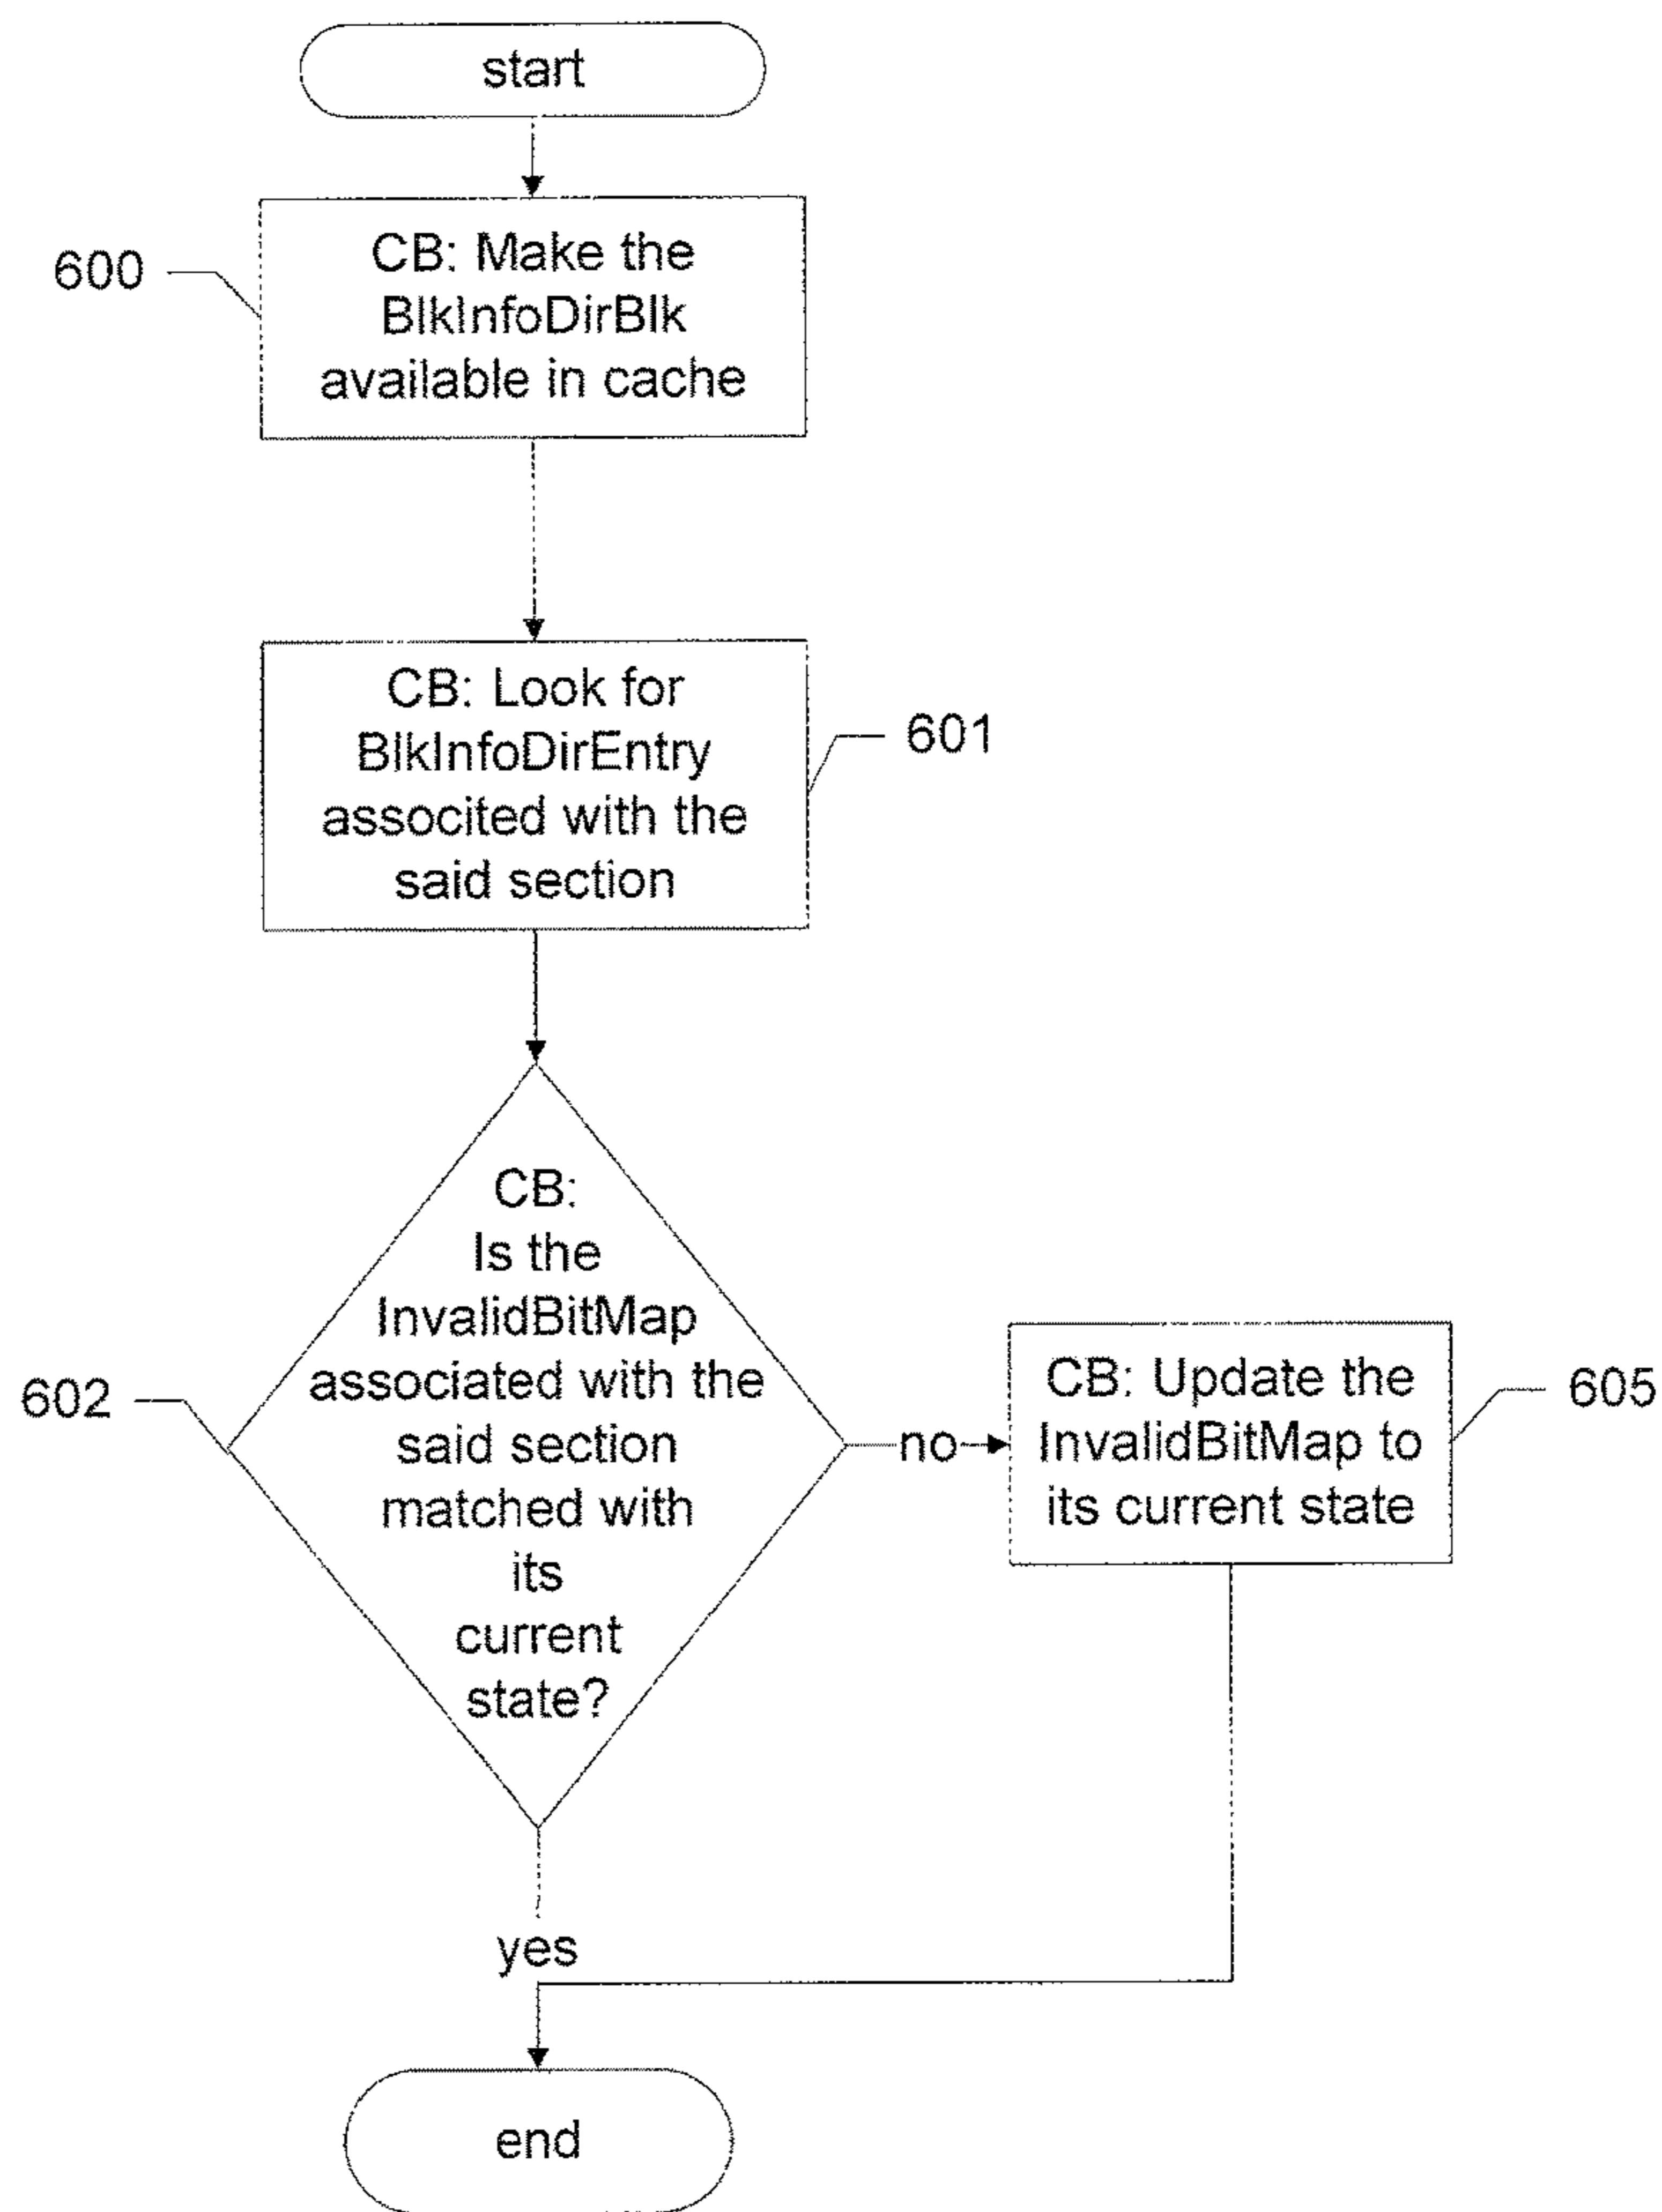 start
600
CB: Make the
BlkInfoDirBlk
available in cache
CB: Look for
BlkInfoDirEntry
associted with the
said section
601
CB:
Is the
InvalidBitMap
associated with the
said section
matched with
its
current
state?
602
no
CB: Update the
InvalidBitMap to
its current state
605
yes
end